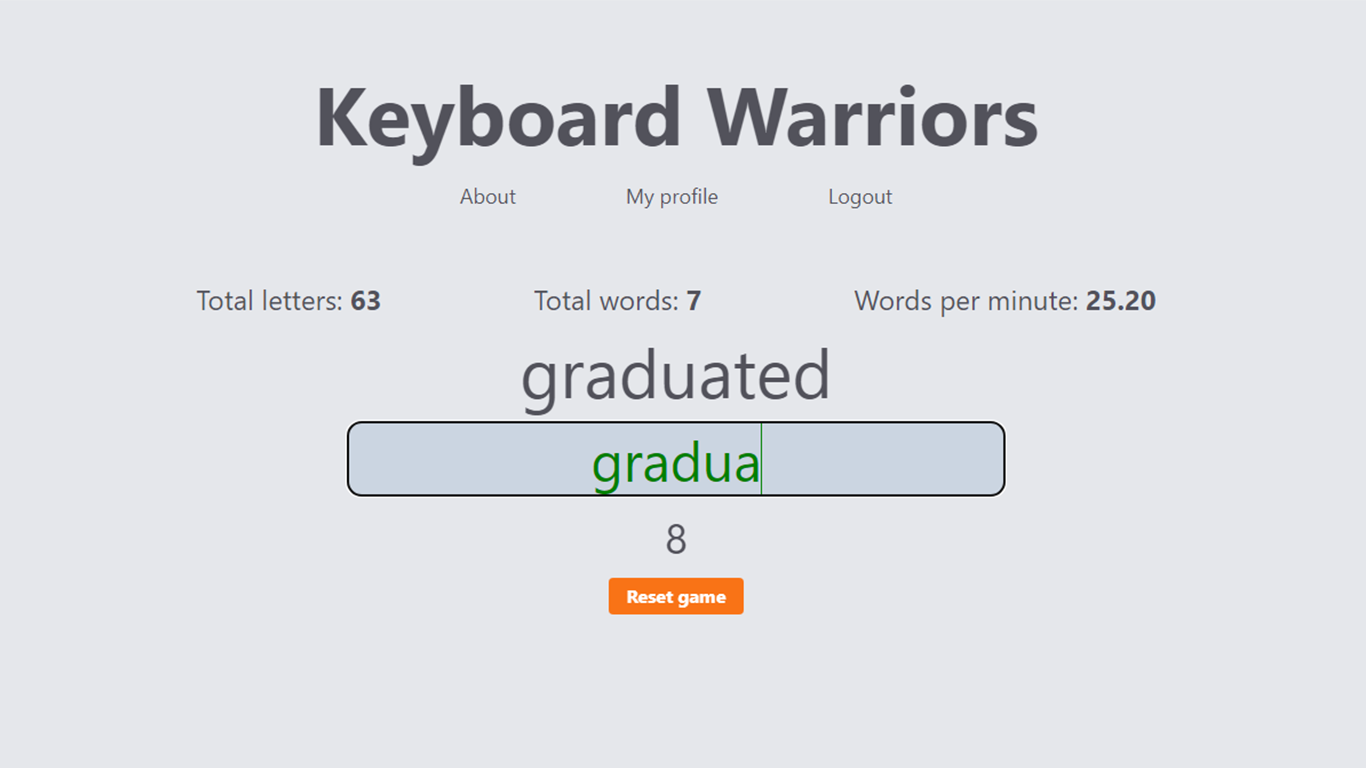 Keyboard Warriors
About My profile Logout
Total letters: 63 Total words: 7 Words per minute: 25.20
graduated
gradua
8
Reset game